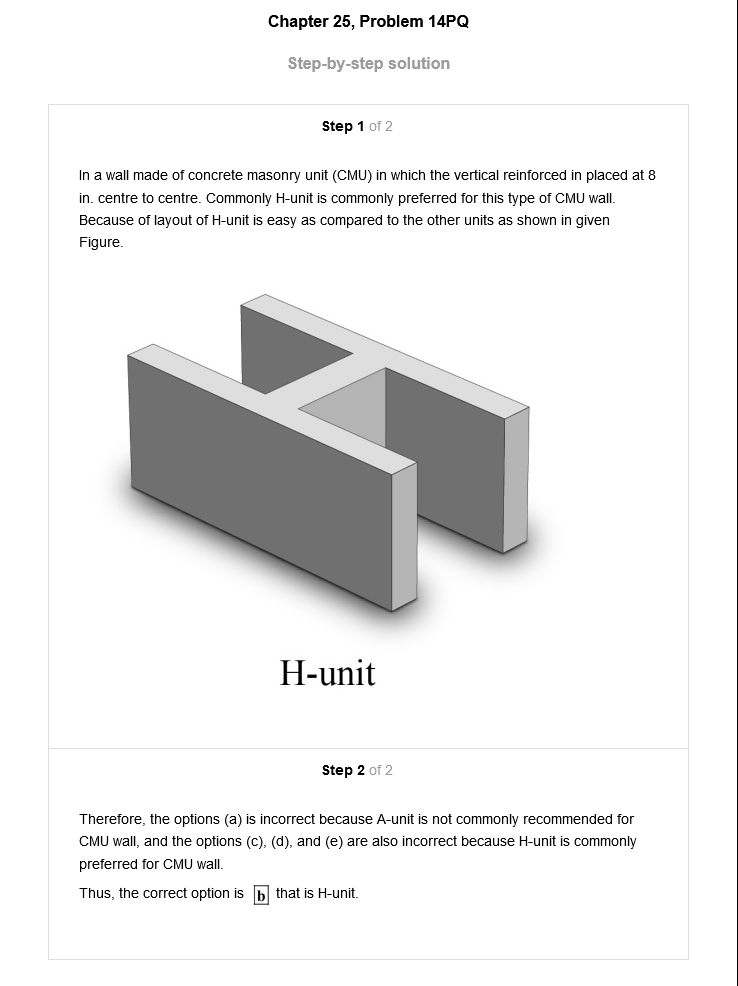 Chapter 25, Problem 14PQ
Step-by-step solution
Step 1 of 2
In a wall made of concrete masonry unit (CMU) in which the vertical reinforced in placed at 8
in. centre to centre. Commonly H-unit is commonly preferred for this type of CMU wall.
Because of layout of H-unit is easy as compared to the other units as shown in given
Figure.
H-unit
Step 2 of 2
Therefore, the options (a) is incorrect because A-unit is not commonly recommended for
CMU wall, and the options (c), (d), and (e) are also incorrect because H-unit is commonly
preferred for CMU wall.
Thus, the correct option is b that is H-unit.